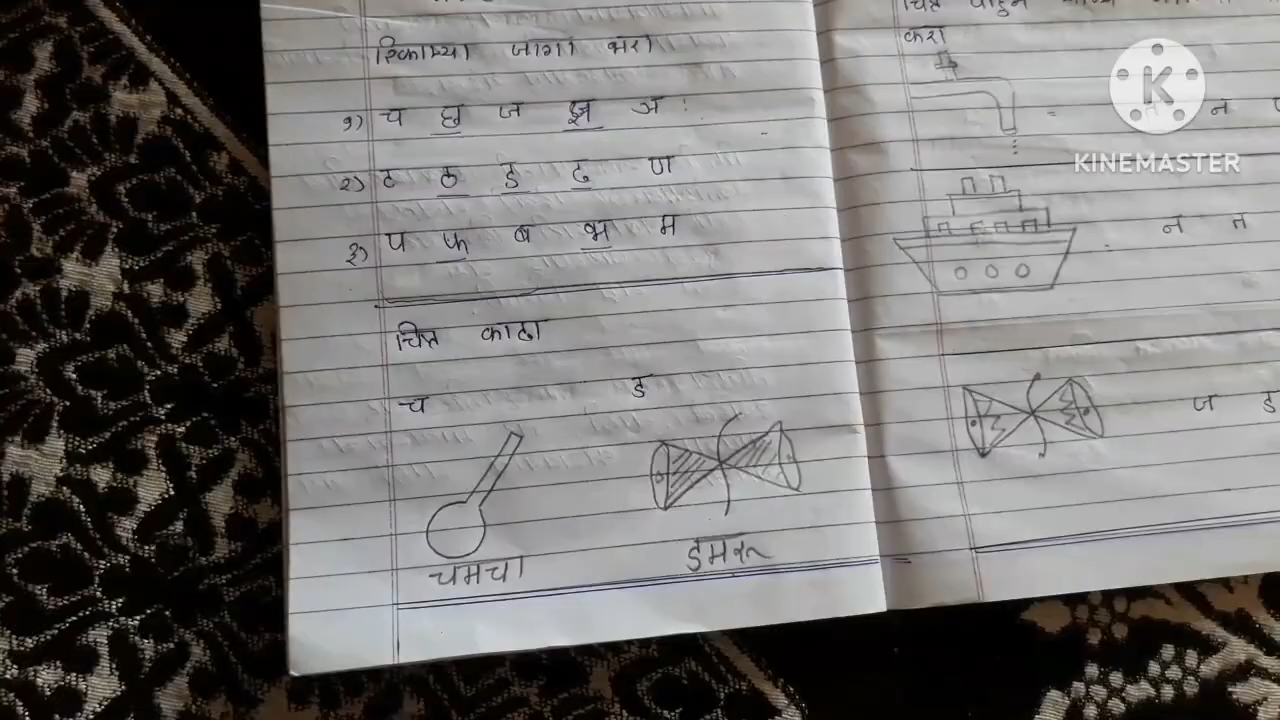 रिकाम्या जागा भरा
१) च छ ज झ ञ
२) ट ठ ड ढ ण
३) प फ ब भ म
चित्र काढा
च ड
चमचा डमरू
करा
= न
न त
ज ड
KINEMASTER